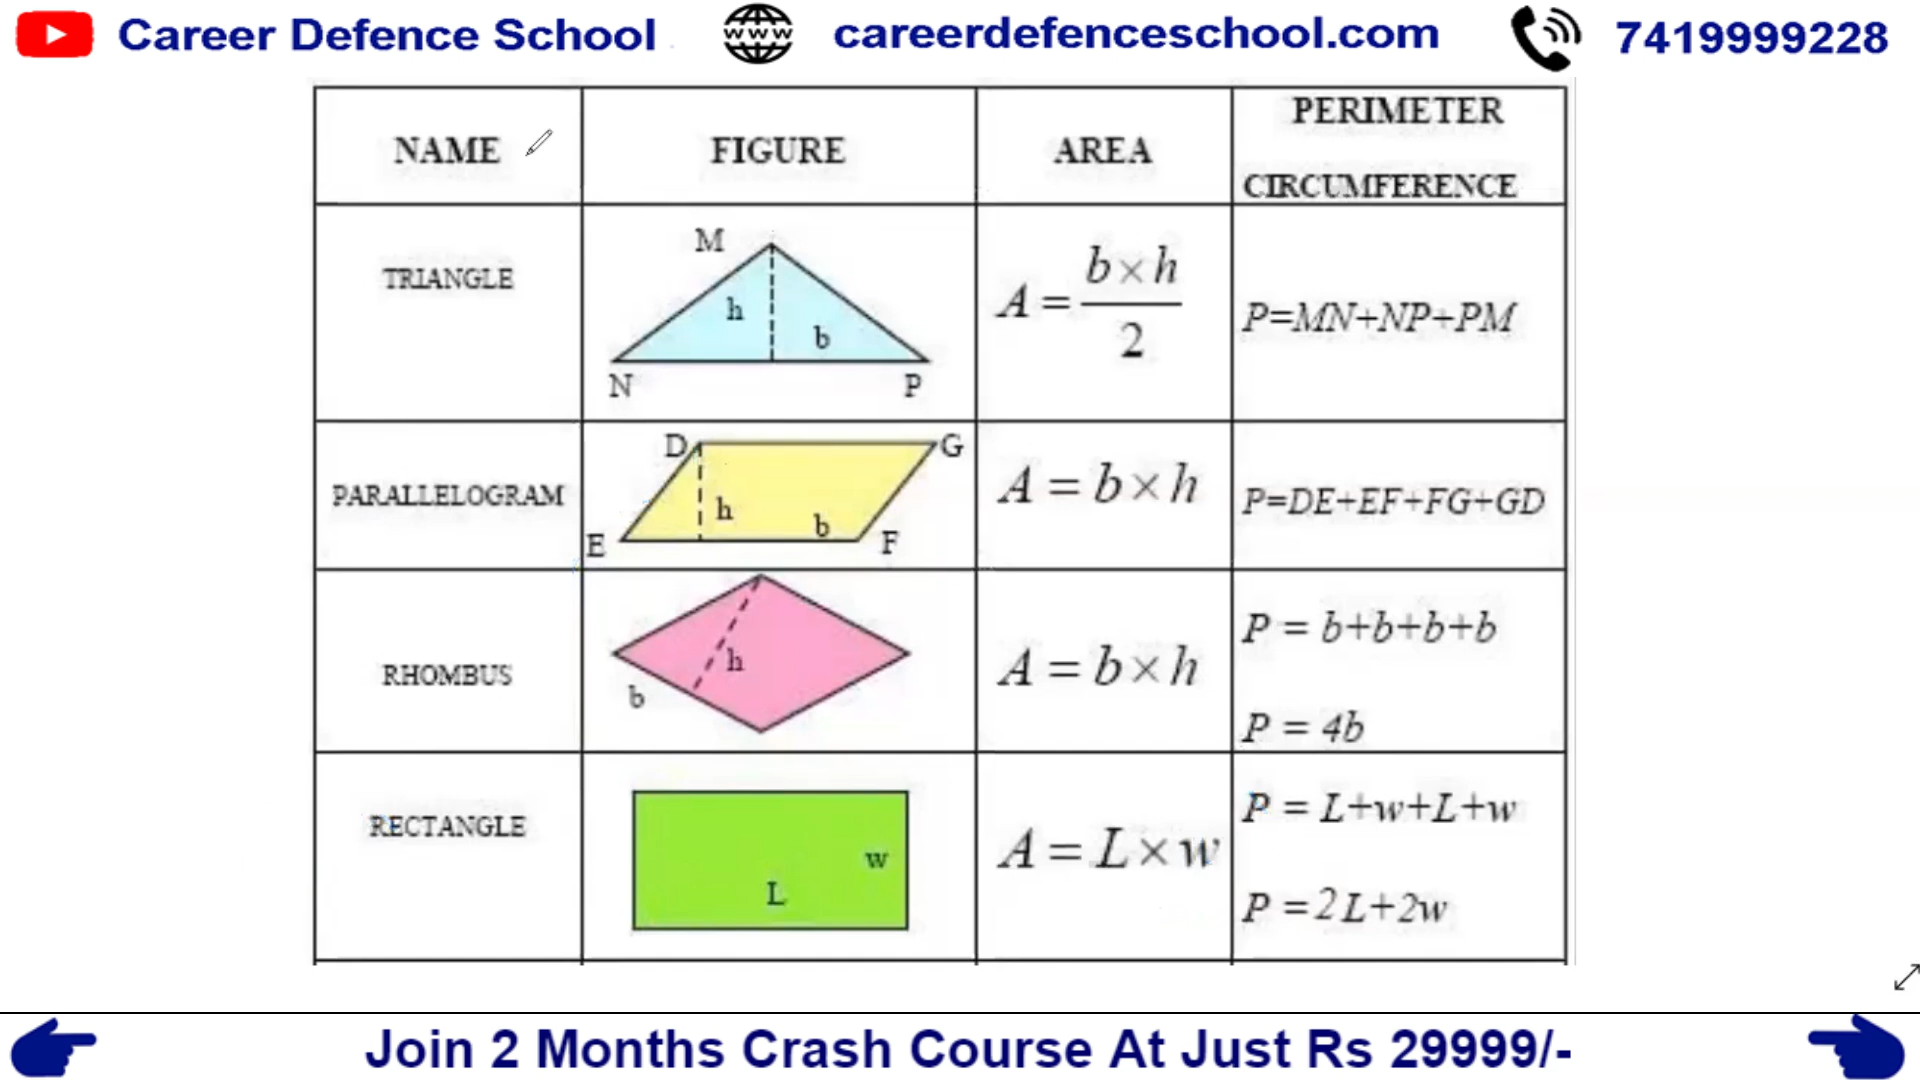 Career Defence School
WWW
careerdefenceschool.com
7419999228
NAME
FIGURE
AREA
PERIMETER
CIRCUMFERENCE
TRIANGLE
M
h
b
N
P
A = b×h
2
P=MN+NP+PM
PARALLELOGRAM
D
G
h
b
E
F
A = b×h
P=DE+EF+FG+GD
RHOMBUS
h
b
A = b×h
P = b+b+b+b
P = 4b
RECTANGLE
w
L
A = L×w
P = L+w+L+w
P = 2L+2w
Join 2 Months Crash Course At Just Rs 29999/-